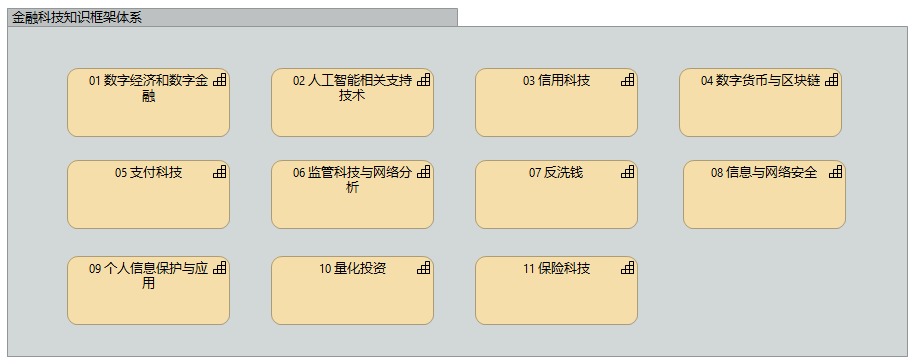 金融科技知识框架体系
01 数字经济和数字金
融
02 人工智能相关支持
技术
03 信用科技
04 数字货币与区块链
05 支付科技
06 监管科技与网络分
析
07 反洗钱
08 信息与网络安全
09 个人信息保护与应
用
10 量化投资
11 保险科技